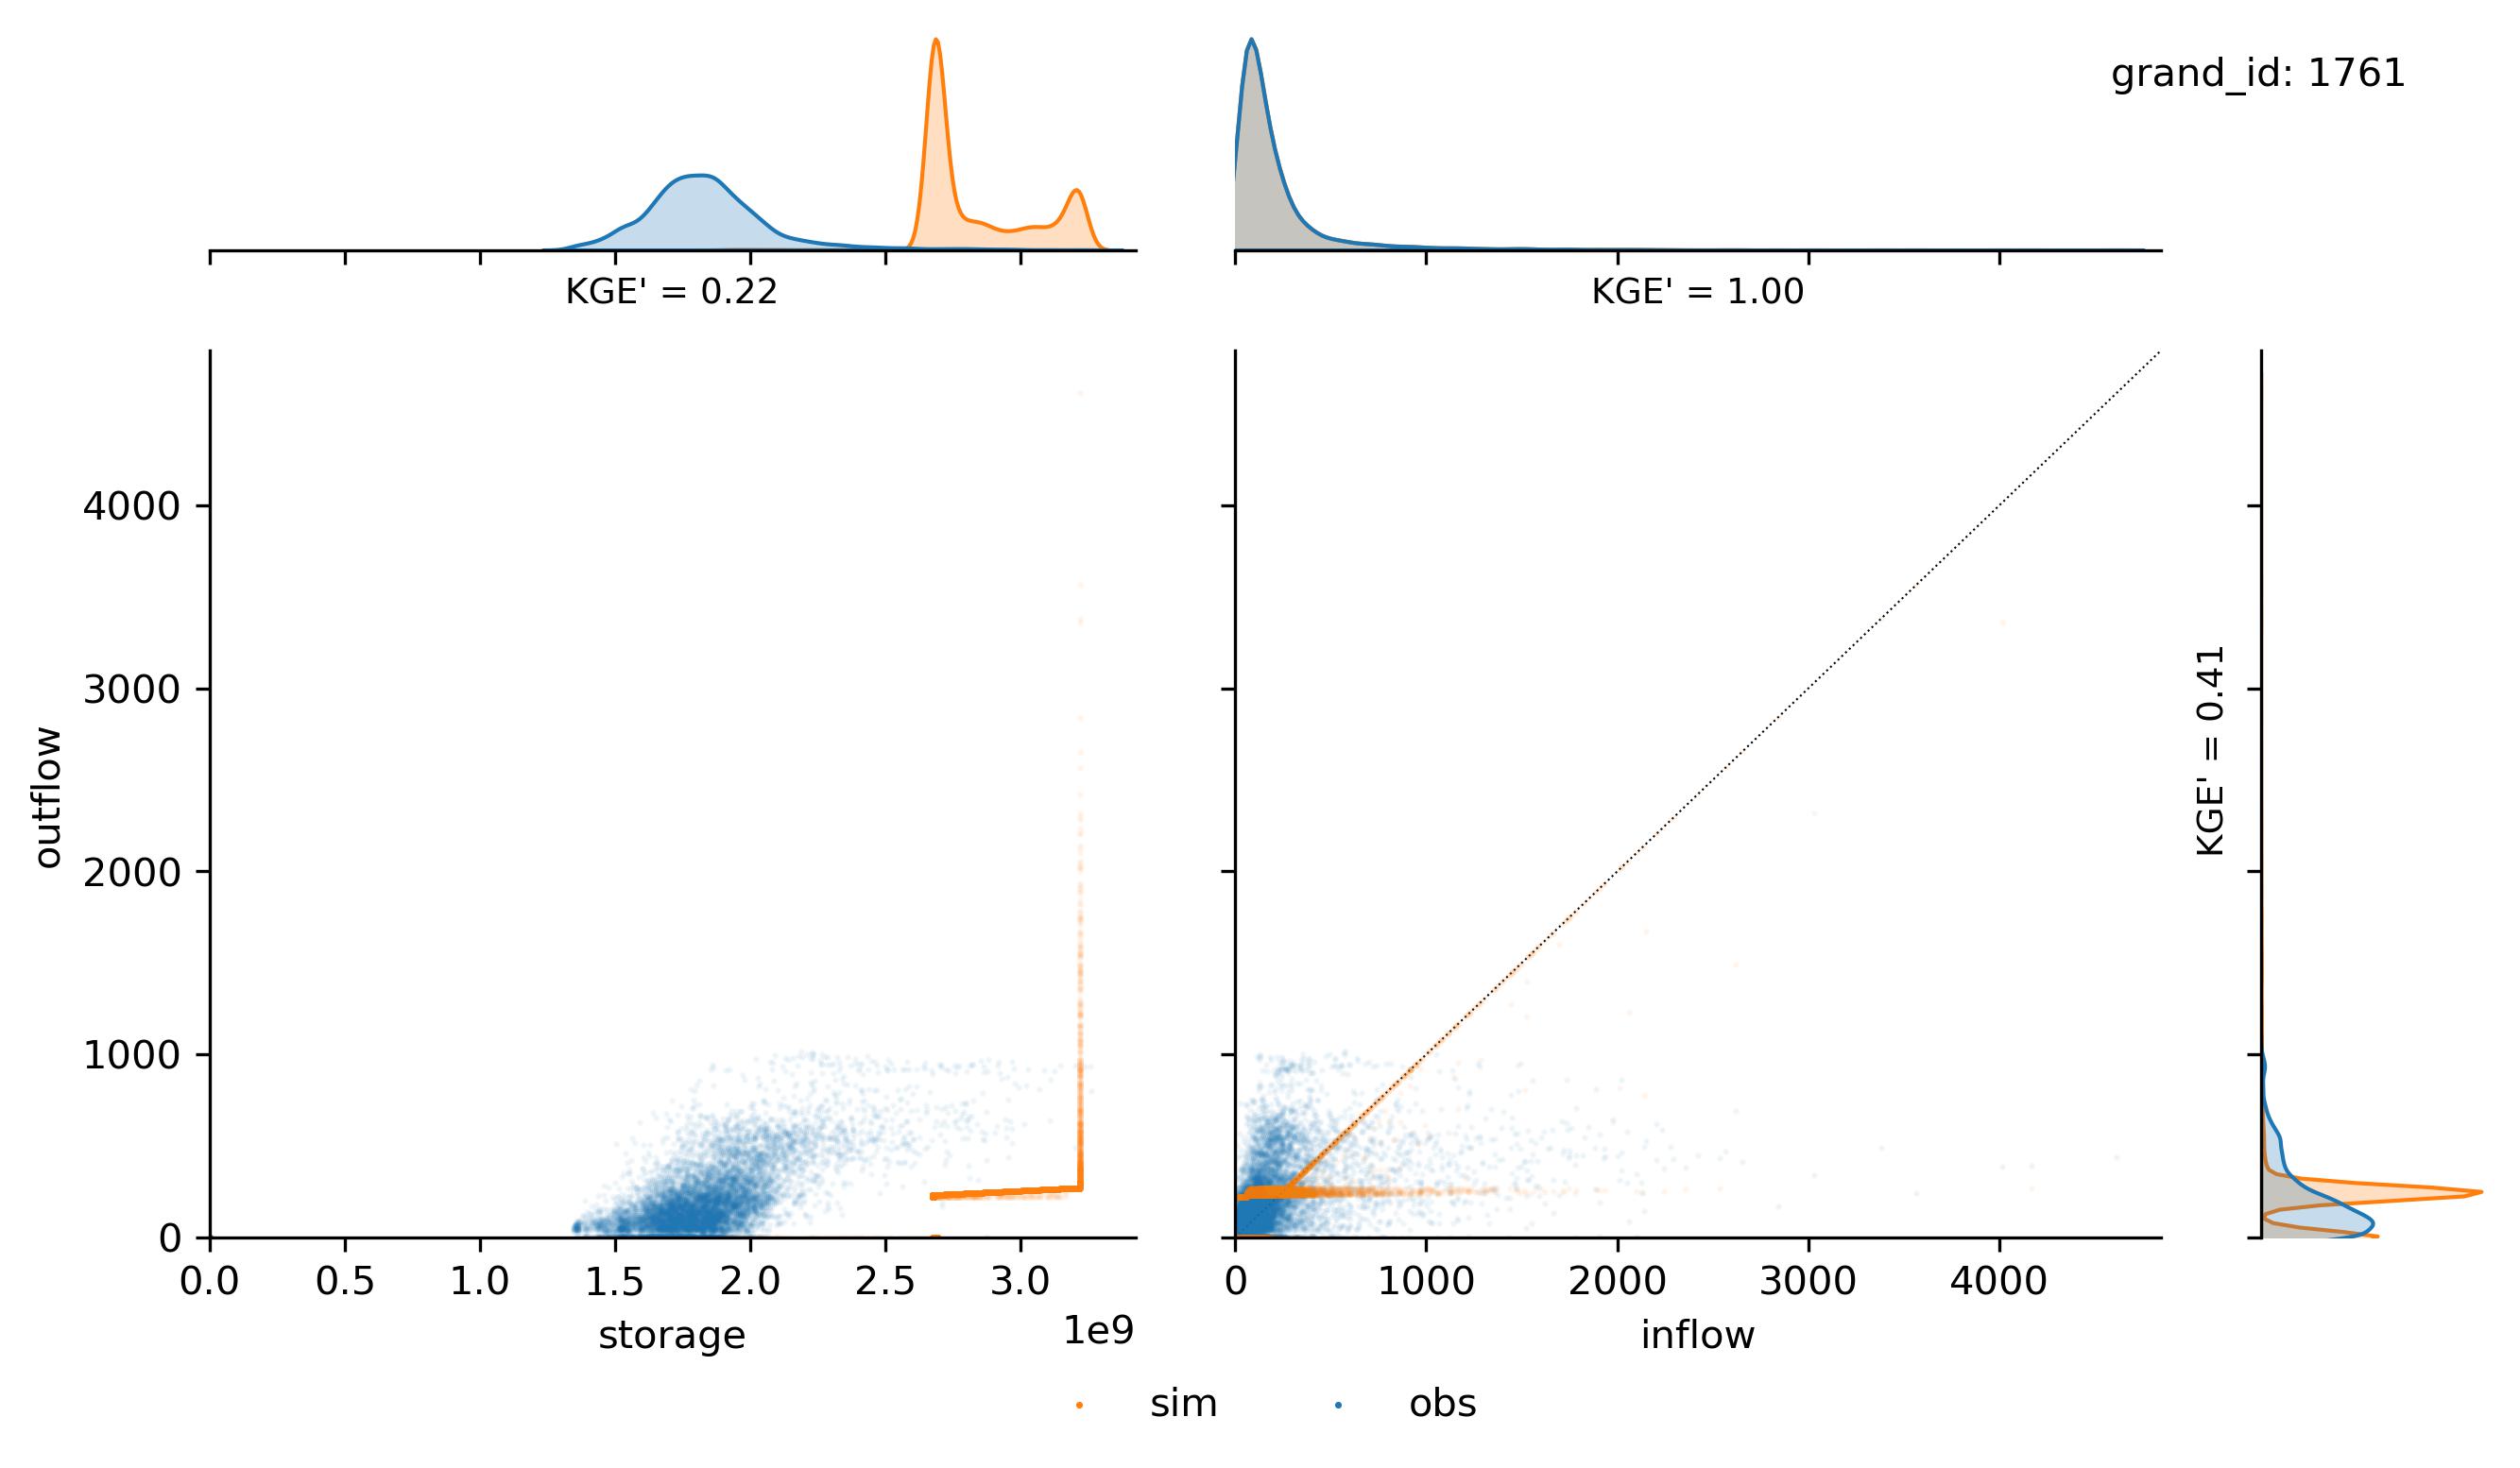 grand_id: 1761
KGE' = 0.22
KGE' = 1.00
outflow
4000
3000
2000
1000
0
0.0 0.5 1.0 1.5 2.0 2.5 3.0
1e9
storage
0 1000 2000 3000 4000
inflow
KGE' = 0.41
sim obs